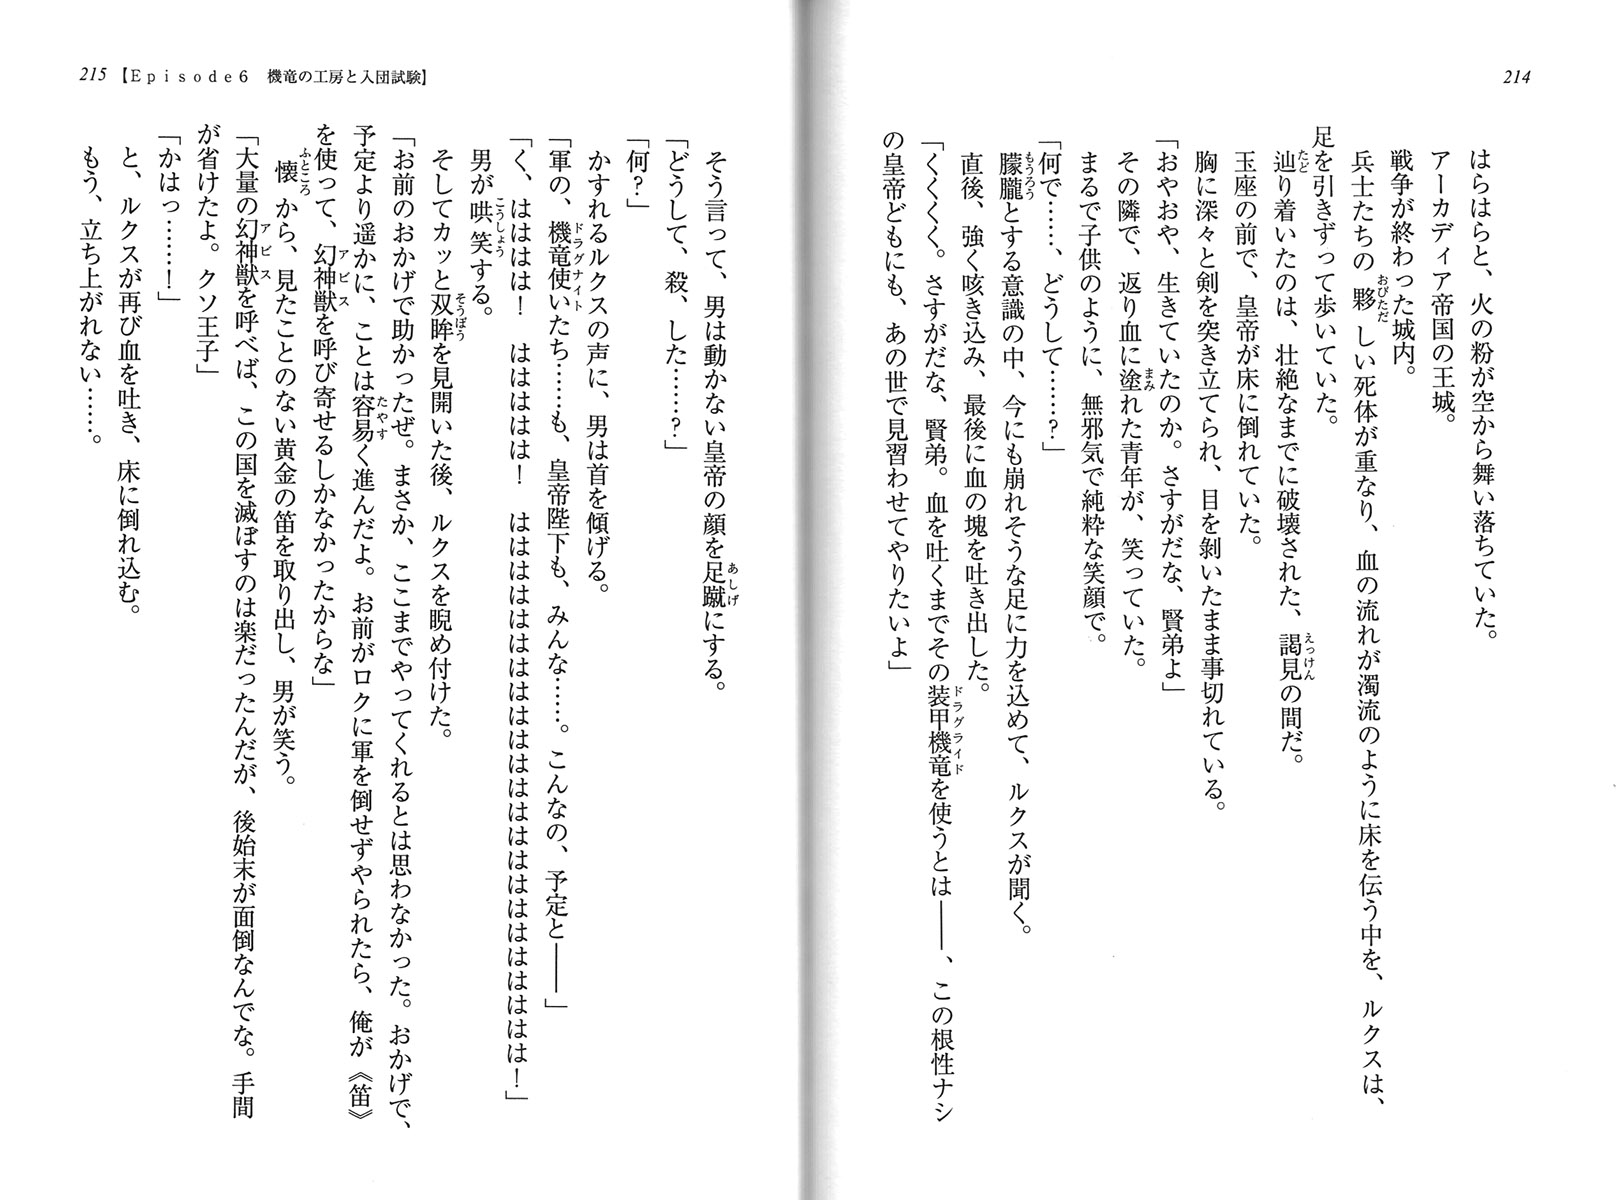 214
はらはらと、火の粉が空から舞い落ちていた。
アーカディア帝国の王城。
戦争が終わった城内。
兵士たちの夥しい死体が重なり、血の流れが濁流のように床を伝う中を、ルクスは、
足を引きずって歩いていた。
辿り着いたのは、壮絶なまでに破壊された、謁見の間だ。
玉座の前で、皇帝が床に倒れていた。
胸に深々と剣を突き立てられ、目を剝いたまま事切れている。
「おやおや、生きていたのか。さすがだな、賢弟よ」
その隣で、返り血に塗れた青年が、笑っていた。
まるで子供のように、無邪気で純粋な笑顔で。
「何で……、どうして……？」
朦朧とする意識の中、今にも崩れそうな足に力を込めて、ルクスが聞く。
直後、強く咳き込み、最後に血の塊を吐き出した。
「くくくく。さすがだな、賢弟。血を吐くまでその装甲機竜を使うとは――、この根性ナシ
の皇帝どもにも、あの世で見習わせてやりたいよ」
215【Episode6　機竜の工房と入団試験】
そう言って、男は動かない皇帝の顔を足蹴にする。
「どうして、殺、した……？」
「何？」
かすれるルクスの声に、男は首を傾げる。
「軍の、機竜使いたち……も、皇帝陛下も、みんな……。こんなの、予定と――」
「く、はははは！　ははははは！　ははははははははははははははははははははははは！」
男が哄笑する。
そしてカッと双眸を見開いた後、ルクスを睨め付けた。
「お前のおかげで助かったぜ。まさか、ここまでやってくれるとは思わなかった。おかげで、
予定より遥かに、ことは容易く進んだよ。お前がロクに軍を倒せずやられたら、俺が《笛》
を使って、幻神獣を呼び寄せるしかなかったからな」
懐から、見たことのない黄金の笛を取り出し、男が笑う。
「大量の幻神獣を呼べば、この国を滅ぼすのは楽だったんだが、後始末が面倒なんでな。手間
が省けたよ。クソ王子」
「かはっ……！」
と、ルクスが再び血を吐き、床に倒れ込む。
もう、立ち上がれない……。